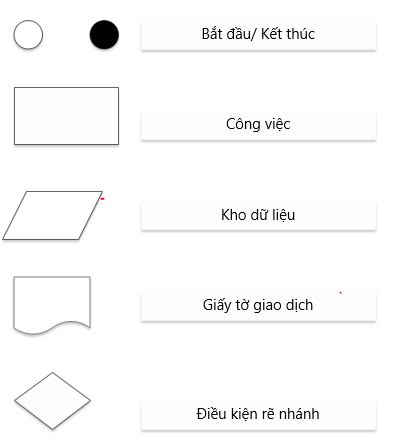 Bắt đầu/ Kết thúc
Công việc
Kho dữ liệu
Giấy tờ giao dịch
Điều kiện rẽ nhánh